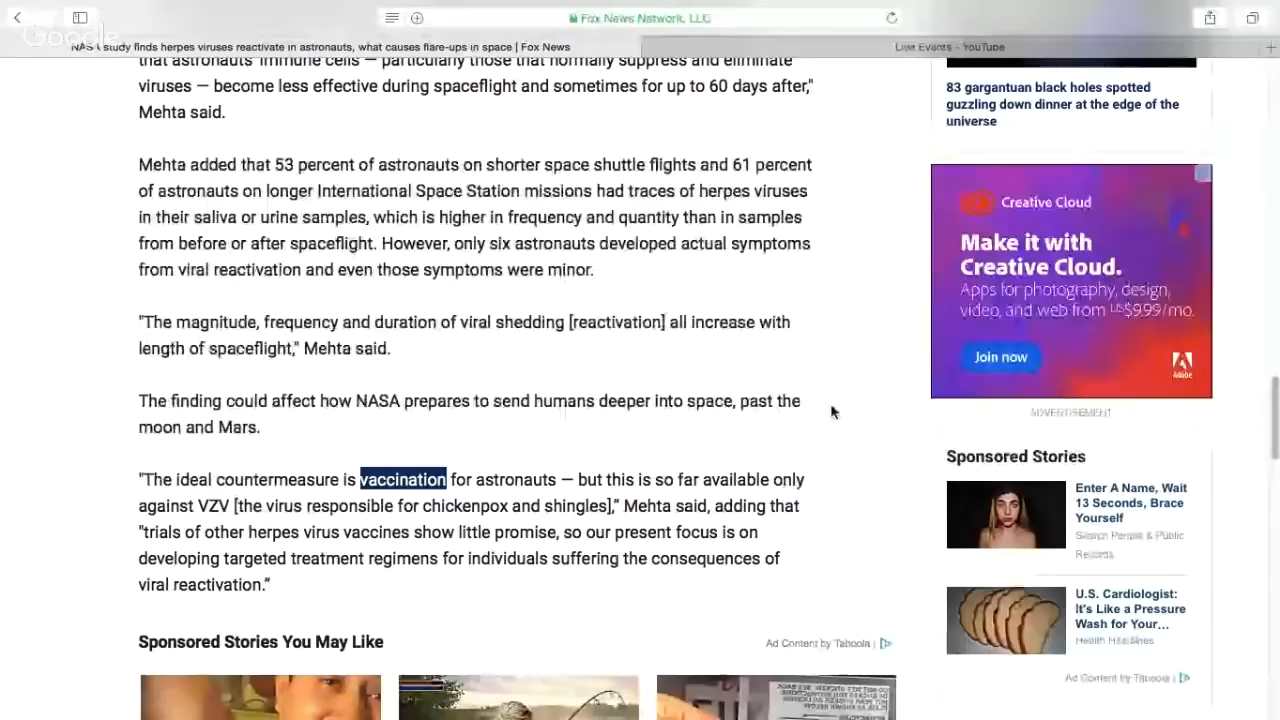 Fox News Network, LLC
Google
NASA study finds herpes viruses reactivate in astronauts, what causes flare-ups in space | Fox News
Live Events - YouTube
that astronauts' immune cells — particularly those that normally suppress and eliminate
viruses — become less effective during spaceflight and sometimes for up to 60 days after,"
Mehta said.
Mehta added that 53 percent of astronauts on shorter space shuttle flights and 61 percent
of astronauts on longer International Space Station missions had traces of herpes viruses
in their saliva or urine samples, which is higher in frequency and quantity than in samples
from before or after spaceflight. However, only six astronauts developed actual symptoms
from viral reactivation and even those symptoms were minor.
"The magnitude, frequency and duration of viral shedding [reactivation] all increase with
length of spaceflight," Mehta said.
The finding could affect how NASA prepares to send humans deeper into space, past the
moon and Mars.
"The ideal countermeasure is vaccination for astronauts — but this is so far available only
against VZV [the virus responsible for chickenpox and shingles],” Mehta said, adding that
"trials of other herpes virus vaccines show little promise, so our present focus is on
developing targeted treatment regimens for individuals suffering the consequences of
viral reactivation.”
Sponsored Stories You May Like
Ad Content by Taboola |
83 gargantuan black holes spotted
guzzling down dinner at the edge of the
universe
Creative Cloud
Make it with
Creative Cloud.
Apps for photography, design,
video, and web from US$9.99/mo.
Join now
Adobe
ADVERTISEMENT
Sponsored Stories
Enter A Name, Wait
13 Seconds, Brace
Yourself
Search People & Public
Records
U.S. Cardiologist:
It's Like a Pressure
Wash for Your...
Health Headlines
Ad Content by Taboola |